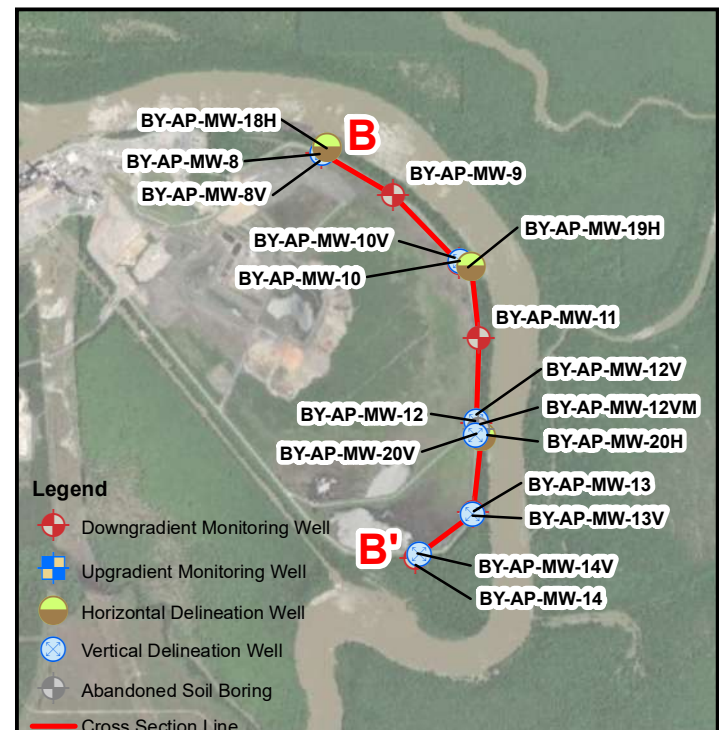 BY-AP-MW-18H
B
BY-AP-MW-8
BY-AP-MW-9
BY-AP-MW-8V
BY-AP-MW-10V
BY-AP-MW-19H
BY-AP-MW-10
BY-AP-MW-11
BY-AP-MW-12V
BY-AP-MW-12
BY-AP-MW-12VM
BY-AP-MW-20V
BY-AP-MW-20H
BY-AP-MW-13
BY-AP-MW-13V
B'
BY-AP-MW-14V
BY-AP-MW-14
Legend
Downgradient Monitoring Well
Upgradient Monitoring Well
Horizontal Delineation Well
Vertical Delineation Well
Abandoned Soil Boring
Cross Section Line